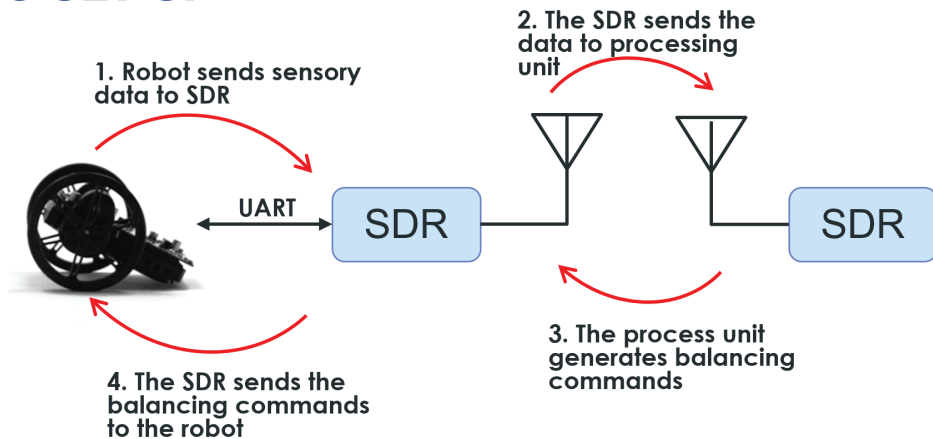 1. Robot sends sensory
data to SDR
2. The SDR sends the
data to processing
unit
UART
SDR
SDR
3. The process unit
generates balancing
commands
4. The SDR sends the
balancing commands
to the robot